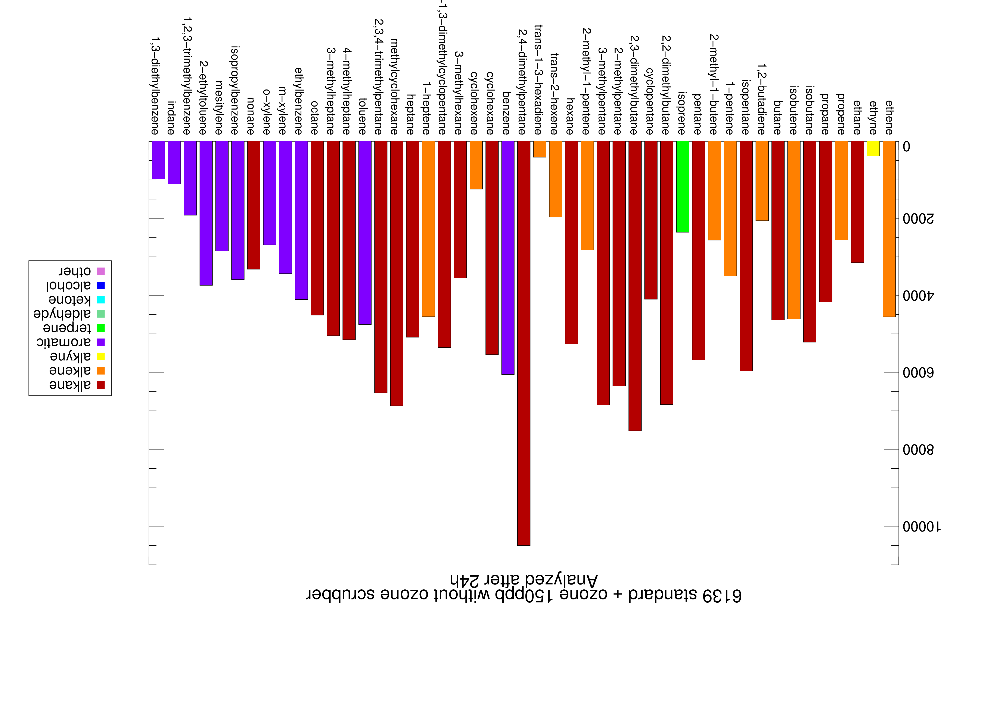 6139 standard + ozone 150ppb without ozone scrubber
Analyzed after 24h
10000
8000
6000
4000
2000
0
ethene
ethyne
ethane
propene
propane
isobutane
isobutene
butane
1,2−butadiene
isopentane
1−pentene
2−methyl−1−butene
pentane
isoprene
2,2−dimethylbutane
cyclopentane
2,3−dimethylbutane
2−methylpentane
3−methylpentane
2−methyl−1−pentene
hexane
trans−2−hexene
trans−1−3−hexadiene
2,4−dimethylpentane
benzene
cyclohexane
cyclohexene
3−methylhexane
−1,3−dimethylcyclopentane
1−heptene
heptane
methylcyclohexane
2,3,4−trimethylpentane
toluene
4−methylheptane
3−methylheptane
octane
ethylbenzene
m−xylene
o−xylene
nonane
isopropylbenzene
mesitylene
2−ethyltoluene
1,2,3−trimethylbenzene
indane
1,3−diethylbenzene
alkane
alkene
alkyne
aromatic
terpene
aldehyde
ketone
alcohol
other